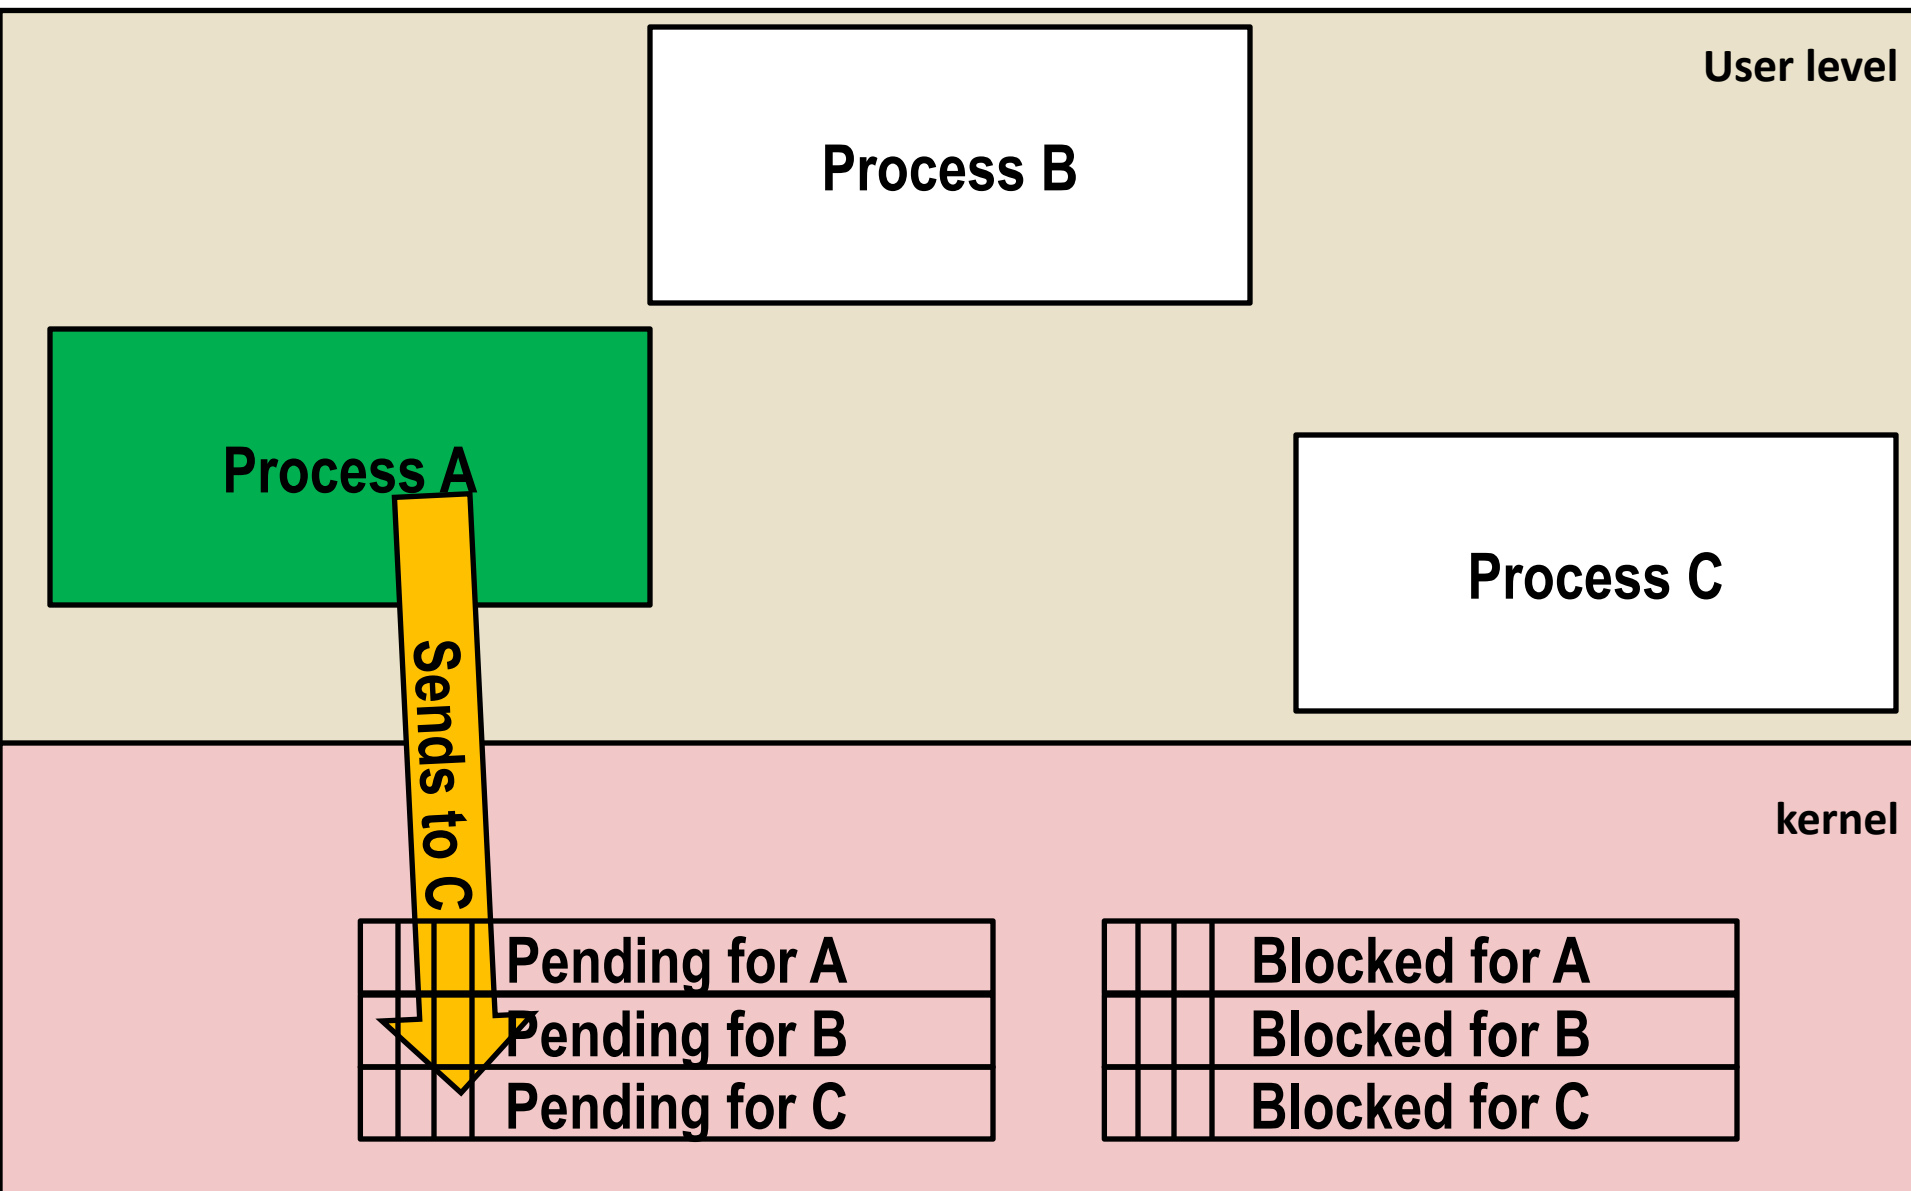 User level
Process B
Process A
Process C
Sends to C
kernel
Pending for A
Blocked for A
Pending for B
Blocked for B
Pending for C
Blocked for C